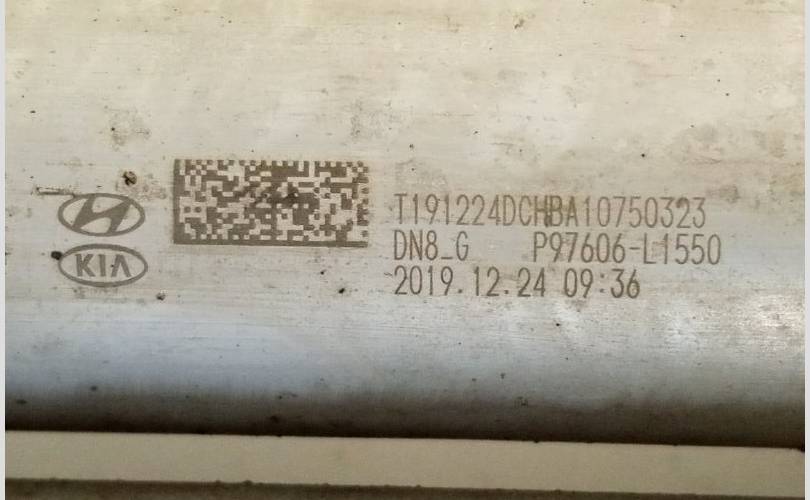 T191224DCHBA10750323
DN8_G P97606-L1550
2019.12.24 09:36
KIA